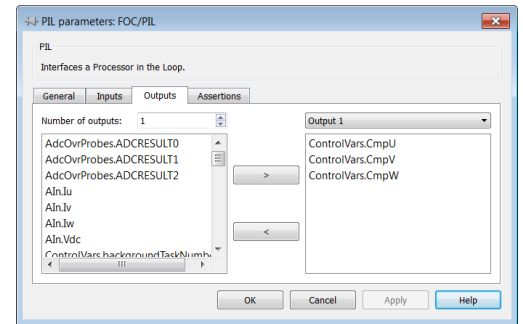 PIL parameters: FOC/PIL
PIL
Interfaces a Processor in the Loop.
General Inputs Outputs Assertions
Number of outputs: 1 Output 1
AdcOvrProbes.ADCRESULT0
AdcOvrProbes.ADCRESULT1
AdcOvrProbes.ADCRESULT2
AIn.Iu
AIn.Iv
AIn.Iw
AIn.Vdc
ControlVars.backgroundTaskNumb
>
<
ControlVars.CmpU
ControlVars.CmpV
ControlVars.CmpW
OK Cancel Apply Help